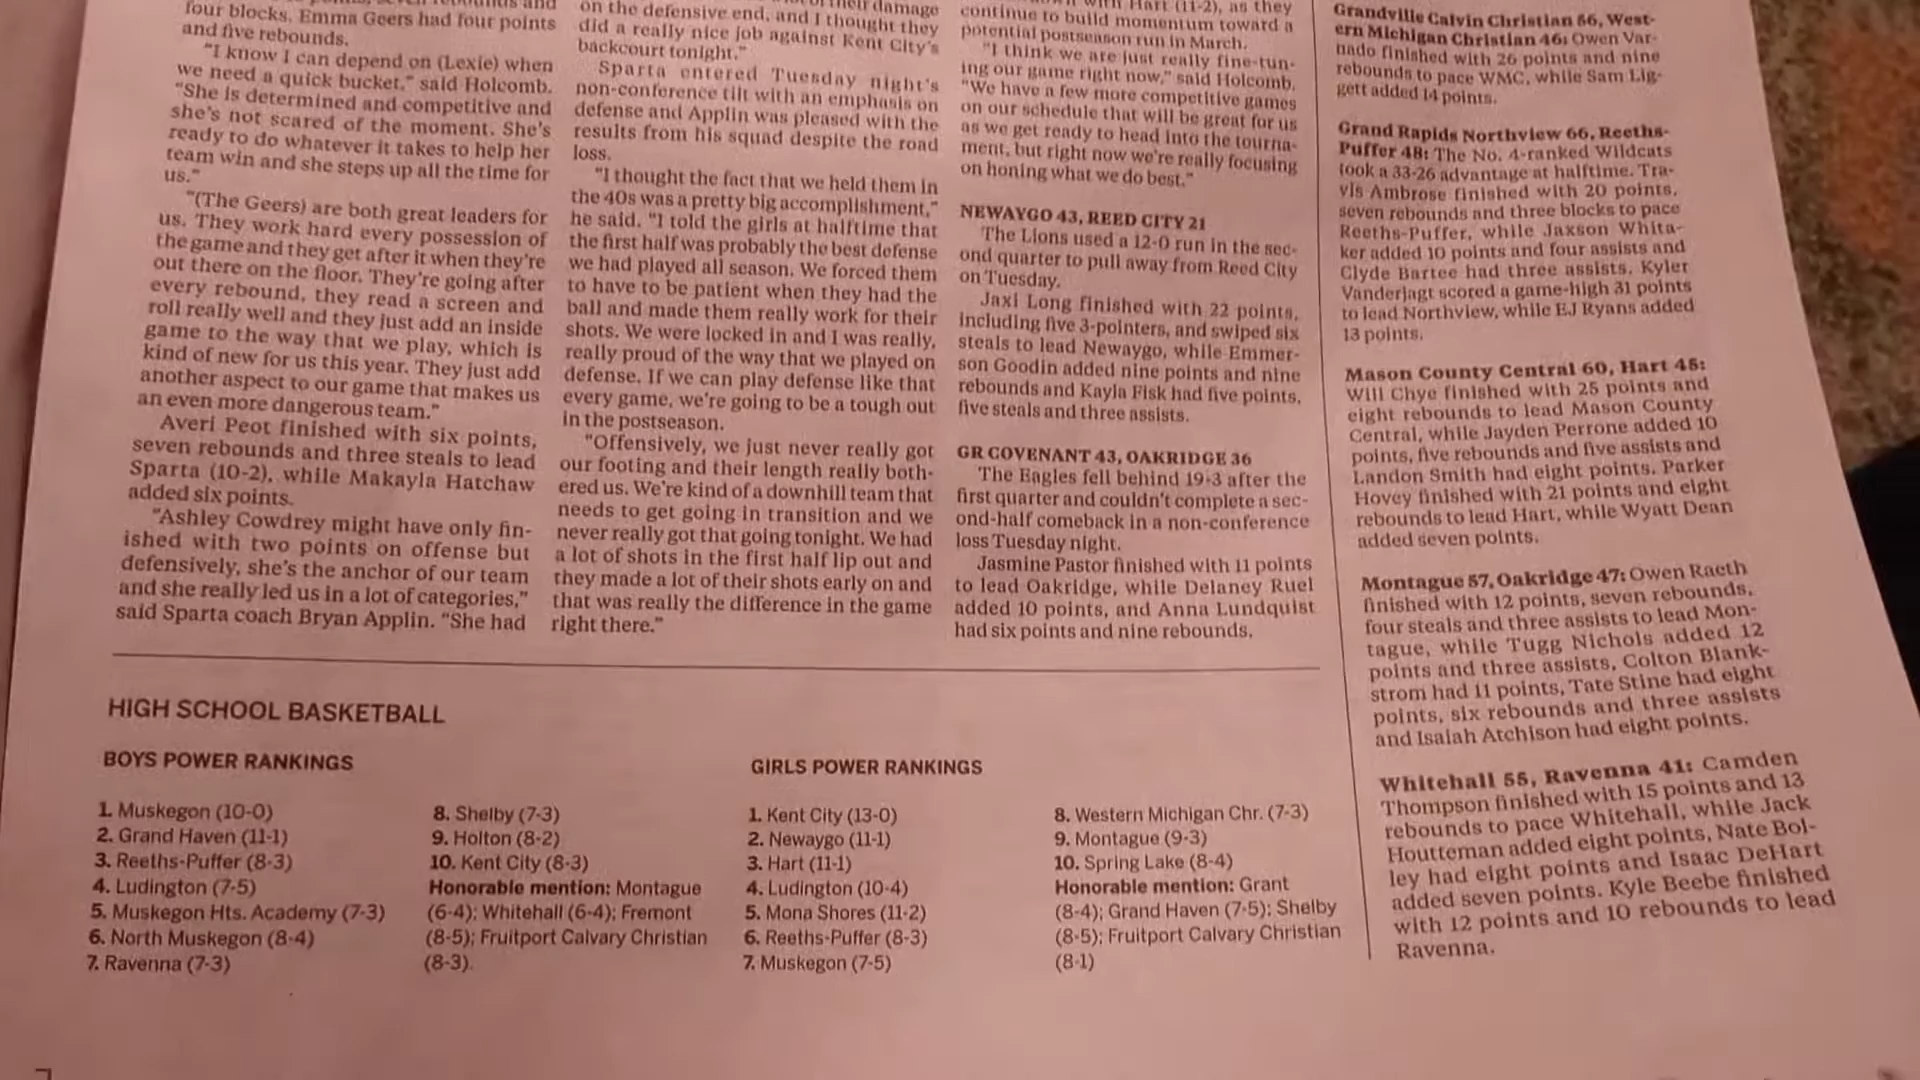 four blocks, Emma Geers had four points
and five rebounds.
"I know I can depend on (Lexie) when
we need a quick bucket," said Holcomb.
"She is determined and competitive and
she's not scared of the moment. She's
ready to do whatever it takes to help her
team win and she steps up all the time for
us."
"(The Geers) are both great leaders for
us. They work hard every possession of
the game and they get after it when they're
out there on the floor. They're going after
every rebound, they read a screen and
roll really well and they just add an inside
game to the way that we play, which is
kind of new for us this year. They just add
another aspect to our game that makes us
an even more dangerous team."
Averi Peot finished with six points,
seven rebounds and three steals to lead
Sparta (10-2), while Makayla Hatchaw
added six points.
"Ashley Cowdrey might have only fin-
ished with two points on offense but
defensively, she's the anchor of our team
and she really led us in a lot of categories,"
said Sparta coach Bryan Applin. "She had
their damage
on the defensive end, and I thought they
did a really nice job against Kent City's
backcourt tonight."
Sparta entered Tuesday night's
non-conference tilt with an emphasis on
defense and Applin was pleased with the
results from his squad despite the road
loss.
"I thought the fact that we held them in
the 40s was a pretty big accomplishment,"
he said. "I told the girls at halftime that
the first half was probably the best defense
we had played all season. We forced them
to have to be patient when they had the
ball and made them really work for their
shots. We were locked in and I was really,
really proud of the way that we played on
defense. If we can play defense like that
every game, we're going to be a tough out
in the postseason.
"Offensively, we just never really got
our footing and their length really both-
ered us. We're kind of a downhill team that
needs to get going in transition and we
never really got that going tonight. We had
a lot of shots in the first half lip out and
they made a lot of their shots early on and
that was really the difference in the game
right there."
with Hart (11-2), as they
continue to build momentum toward a
potential postseason run in March.
"I think we are just really fine-tun-
ing our game right now," said Holcomb.
"We have a few more competitive games
on our schedule that will be great for us
as we get ready to head into the tourna-
ment, but right now we're really focusing
on honing what we do best."
NEWAYGO 43, REED CITY 21
The Lions used a 12-0 run in the sec-
ond quarter to pull away from Reed City
on Tuesday.
Jaxi Long finished with 22 points,
including five 3-pointers, and swiped six
steals to lead Newaygo, while Emmer-
son Goodin added nine points and nine
rebounds and Kayla Fisk had five points,
five steals and three assists.
GR COVENANT 43, OAKRIDGE 36
The Eagles fell behind 19-3 after the
first quarter and couldn't complete a sec-
ond-half comeback in a non-conference
loss Tuesday night.
Jasmine Pastor finished with 11 points
to lead Oakridge, while Delaney Ruel
added 10 points, and Anna Lundquist
had six points and nine rebounds.
Grandville Calvin Christian 56, West-
ern Michigan Christian 46: Owen Var-
nado finished with 26 points and nine
rebounds to pace WMC, while Sam Lig-
gett added 14 points.
Grand Rapids Northview 66, Reeths-
Puffer 48: The No. 4-ranked Wildcats
took a 33-26 advantage at halftime. Tra-
vis Ambrose finished with 20 points,
seven rebounds and three blocks to pace
Reeths-Puffer, while Jaxson Whita-
ker added 10 points and four assists and
Clyde Bartee had three assists. Kyler
Vanderjagt scored a game-high 31 points
to lead Northview, while EJ Ryans added
13 points.
Mason County Central 60, Hart 45:
Will Chye finished with 25 points and
eight rebounds to lead Mason County
Central, while Jayden Perrone added 10
points, five rebounds and five assists and
Landon Smith had eight points. Parker
Hovey finished with 21 points and eight
rebounds to lead Hart, while Wyatt Dean
added seven points.
Montague 57, Oakridge 47: Owen Raeth
finished with 12 points, seven rebounds,
four steals and three assists to lead Mon-
tague, while Tugg Nichols added 12
points and three assists, Colton Blank-
strom had 11 points, Tate Stine had eight
points, six rebounds and three assists
and Isaiah Atchison had eight points.
Whitehall 55, Ravenna 41: Camden
Thompson finished with 15 points and 13
rebounds to pace Whitehall, while Jack
Houtteman added eight points, Nate Bol-
ley had eight points and Isaac DeHart
added seven points. Kyle Beebe finished
with 12 points and 10 rebounds to lead
Ravenna.
HIGH SCHOOL BASKETBALL
BOYS POWER RANKINGS
1. Muskegon (10-0)
2. Grand Haven (11-1)
3. Reeths-Puffer (8-3)
4. Ludington (7-5)
5. Muskegon Hts. Academy (7-3)
6. North Muskegon (8-4)
7. Ravenna (7-3)
8. Shelby (7-3)
9. Holton (8-2)
10. Kent City (8-3)
Honorable mention: Montague
(6-4); Whitehall (6-4); Fremont
(8-5); Fruitport Calvary Christian
(8-3).
GIRLS POWER RANKINGS
1. Kent City (13-0)
2. Newaygo (11-1)
3. Hart (11-1)
4. Ludington (10-4)
5. Mona Shores (11-2)
6. Reeths-Puffer (8-3)
7. Muskegon (7-5)
8. Western Michigan Chr. (7-3)
9. Montague (9-3)
10. Spring Lake (8-4)
Honorable mention: Grant
(8-4); Grand Haven (7-5); Shelby
(8-5); Fruitport Calvary Christian
(8-1)